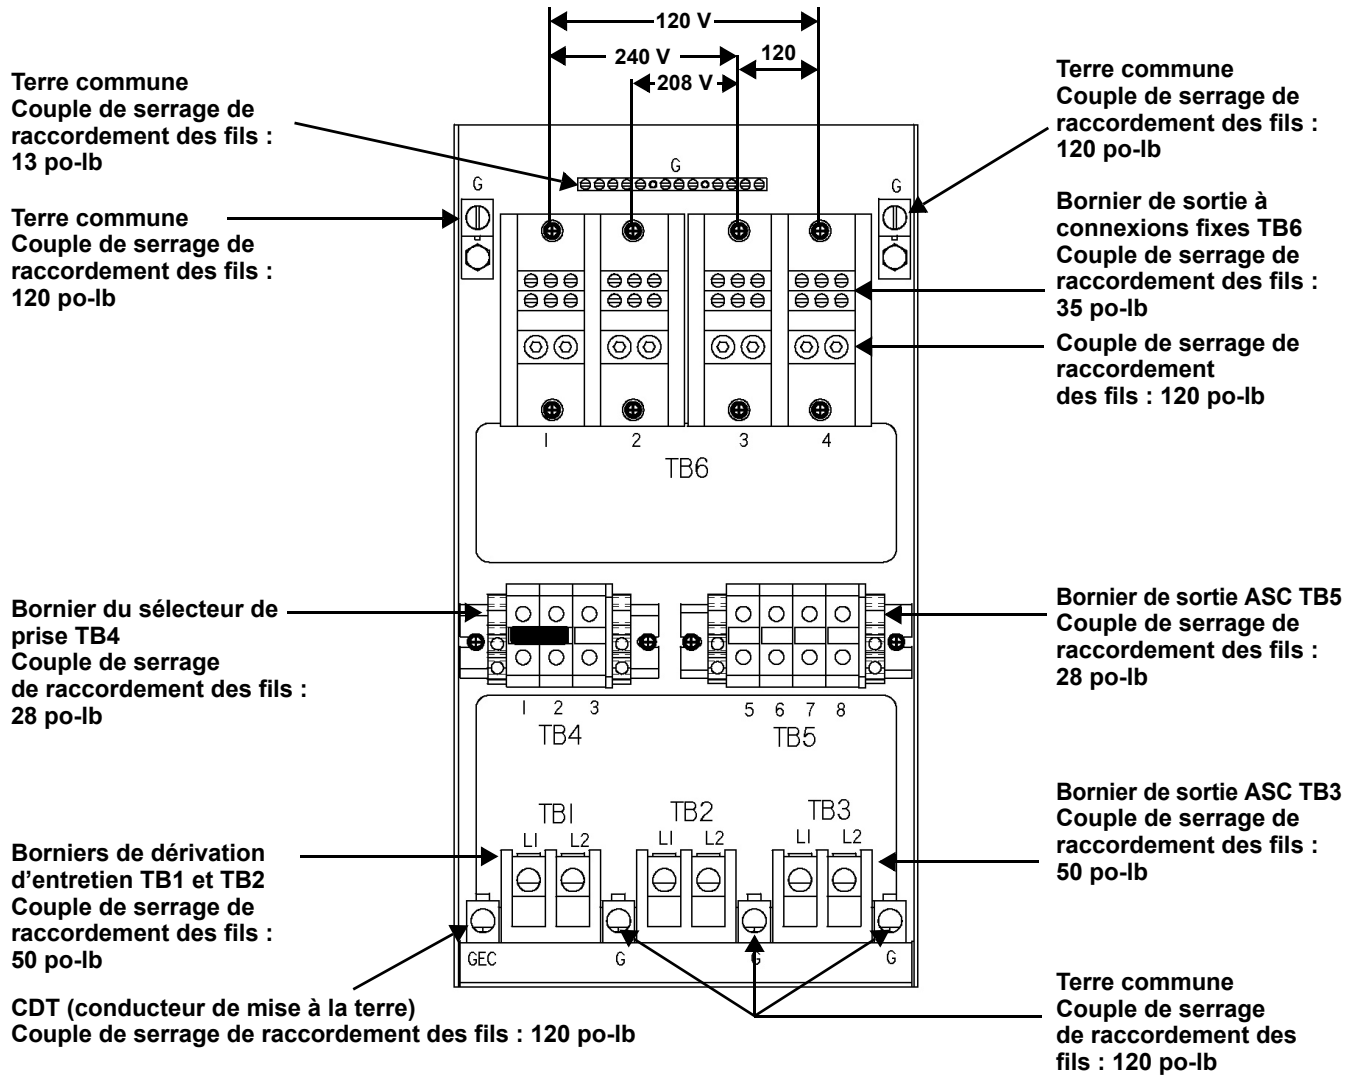 120 V
240 V
120
208 V
Terre commune
Couple de serrage de
raccordement des fils :
13 po-lb
Terre commune
Couple de serrage de
raccordement des fils :
120 po-lb
Terre commune
Couple de serrage de
raccordement des fils :
120 po-lb
Bornier de sortie à
connexions fixes TB6
Couple de serrage de
raccordement des fils :
35 po-lb
Couple de serrage de
raccordement
des fils : 120 po-lb
G
G
G
1 2 3 4
TB6
Bornier du sélecteur de
prise TB4
Couple de serrage
de raccordement des fils :
28 po-lb
Bornier de sortie ASC TB5
Couple de serrage de
raccordement des fils :
28 po-lb
1 2 3
TB4
5 6 7 8
TB5
TB1
L1 L2
TB2
L1 L2
TB3
L1 L2
Borniers de dérivation
d'entretien TB1 et TB2
Couple de serrage de
raccordement des fils :
50 po-lb
Bornier de sortie ASC TB3
Couple de serrage de
raccordement des fils :
50 po-lb
GEC G G G
CDT (conducteur de mise à la terre)
Couple de serrage de raccordement des fils : 120 po-lb
Terre commune
Couple de serrage
de raccordement des
fils : 120 po-lb